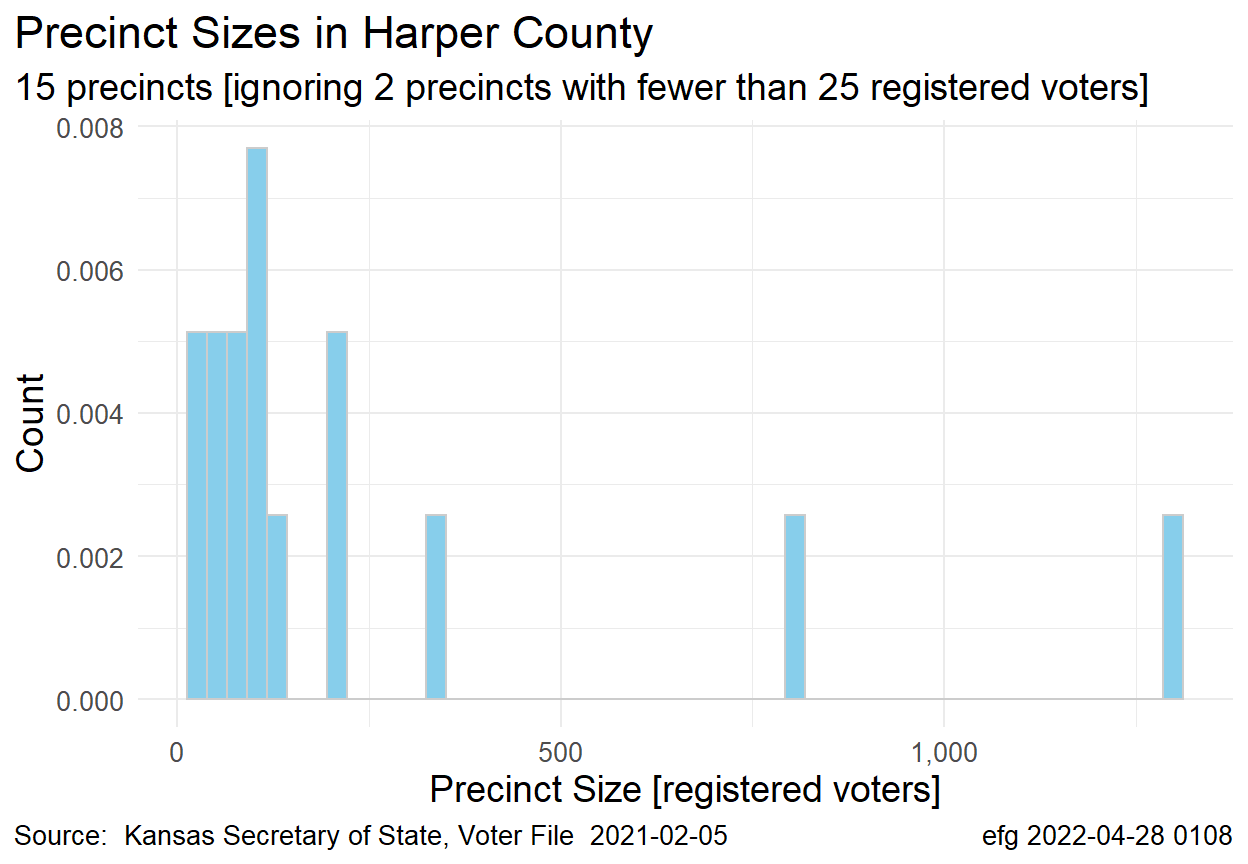 Precinct Sizes in Harper County
15 precincts [ignoring 2 precincts with fewer than 25 registered voters]
0.008
0.006
0.004
0.002
0.000
Count
0 500 1,000
Precinct Size [registered voters]
Source:  Kansas Secretary of State, Voter File  2021-02-05
efg 2022-04-28 0108